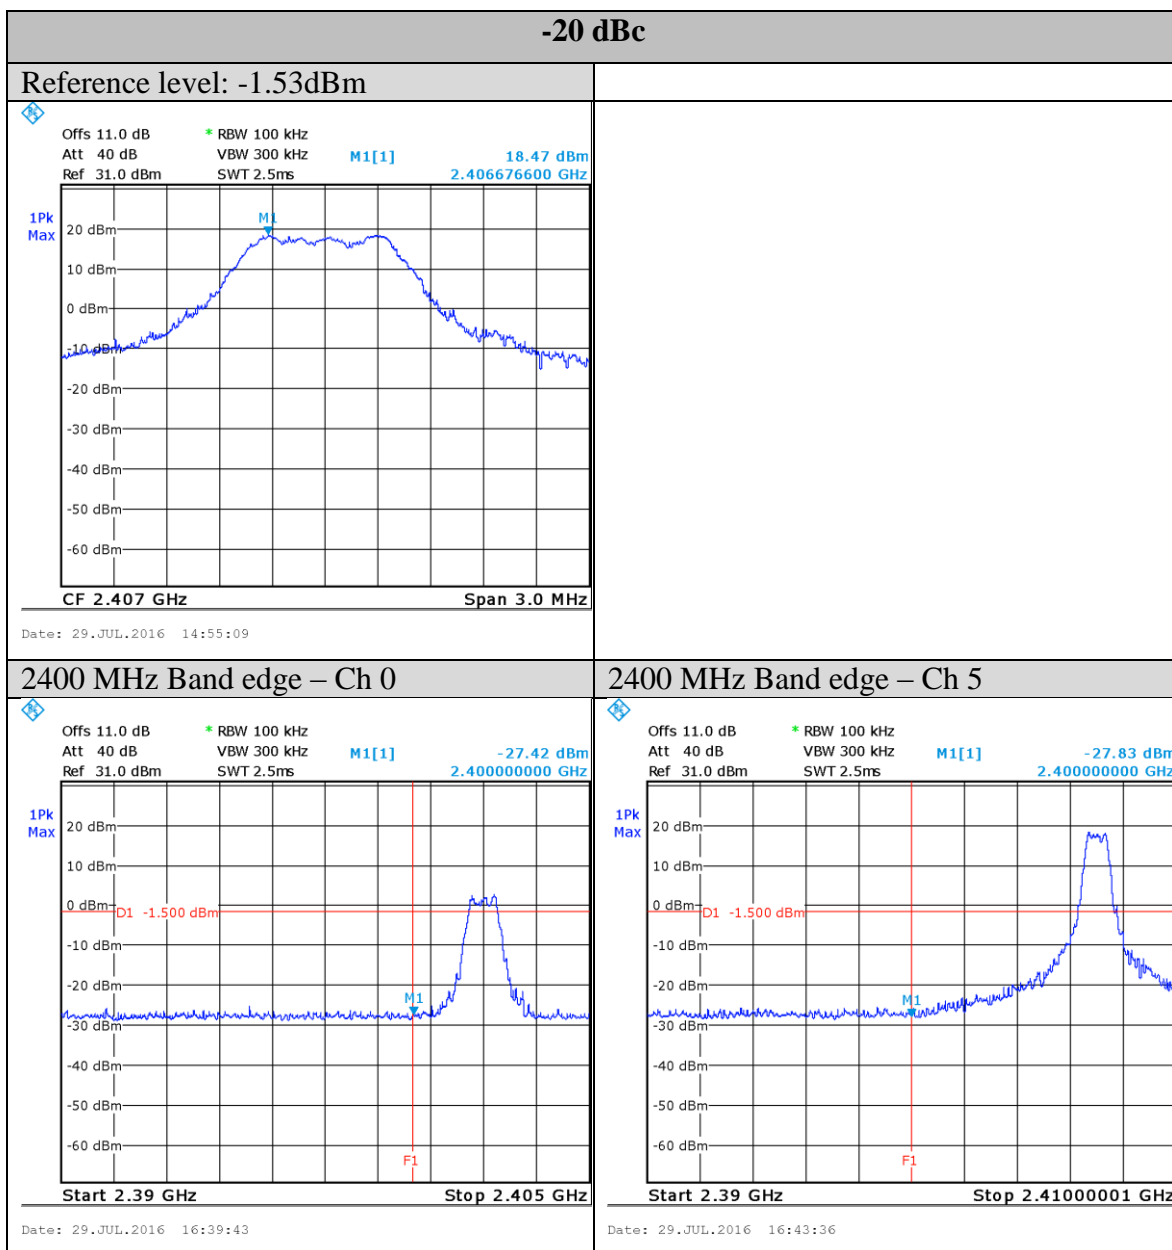 -20 dBc
Reference level: -1.53dBm
Offs 11.0 dB * RBW 100 kHz
Att 40 dB VBW 300 kHz M1[1] 18.47 dBm
Ref 31.0 dBm SWT 2.5ms 2.406676600 GHz
1Pk
Max
M1
20 dBm
10 dBm
0 dBm
-10 dBm
-20 dBm
-30 dBm
-40 dBm
-50 dBm
-60 dBm
CF 2.407 GHz Span 3.0 MHz
Date: 29.JUL.2016 14:55:09
2400 MHz Band edge – Ch 0
Offs 11.0 dB * RBW 100 kHz
Att 40 dB VBW 300 kHz M1[1] -27.42 dBm
Ref 31.0 dBm SWT 2.5ms 2.400000000 GHz
1Pk
Max
20 dBm
10 dBm
0 dBm
D1 -1.500 dBm
-10 dBm
-20 dBm
M1
-30 dBm
-40 dBm
-50 dBm
-60 dBm
F1
Start 2.39 GHz Stop 2.405 GHz
Date: 29.JUL.2016 16:39:43
2400 MHz Band edge – Ch 5
Offs 11.0 dB * RBW 100 kHz
Att 40 dB VBW 300 kHz M1[1] -27.83 dBm
Ref 31.0 dBm SWT 2.5ms 2.400000000 GHz
1Pk
Max
20 dBm
10 dBm
0 dBm
D1 -1.500 dBm
-10 dBm
-20 dBm
M1
-30 dBm
-40 dBm
-50 dBm
-60 dBm
F1
Start 2.39 GHz Stop 2.41000001 GHz
Date: 29.JUL.2016 16:43:36